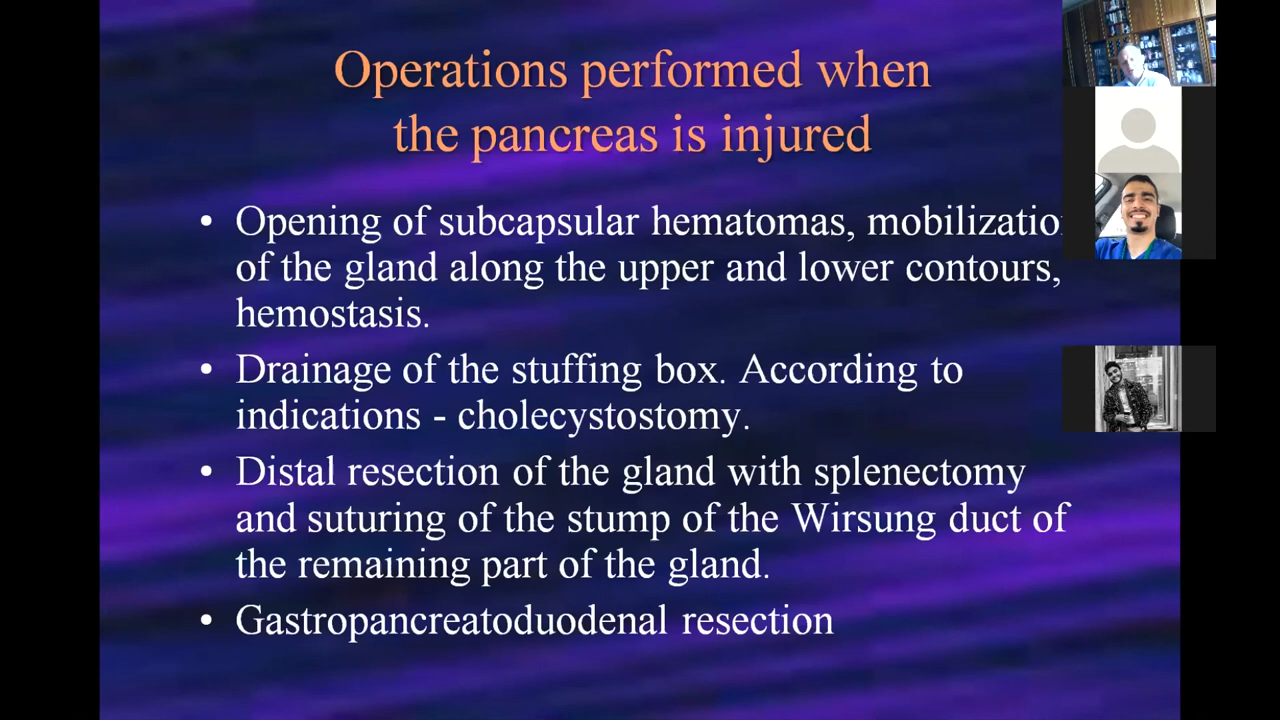 Operations performed when
the pancreas is injured
• Opening of subcapsular hematomas, mobilizatio
of the gland along the upper and lower contours,
hemostasis.
• Drainage of the stuffing box. According to
indications - cholecystostomy.
• Distal resection of the gland with splenectomy
and suturing of the stump of the Wirsung duct of
the remaining part of the gland.
• Gastropancreatoduodenal resection